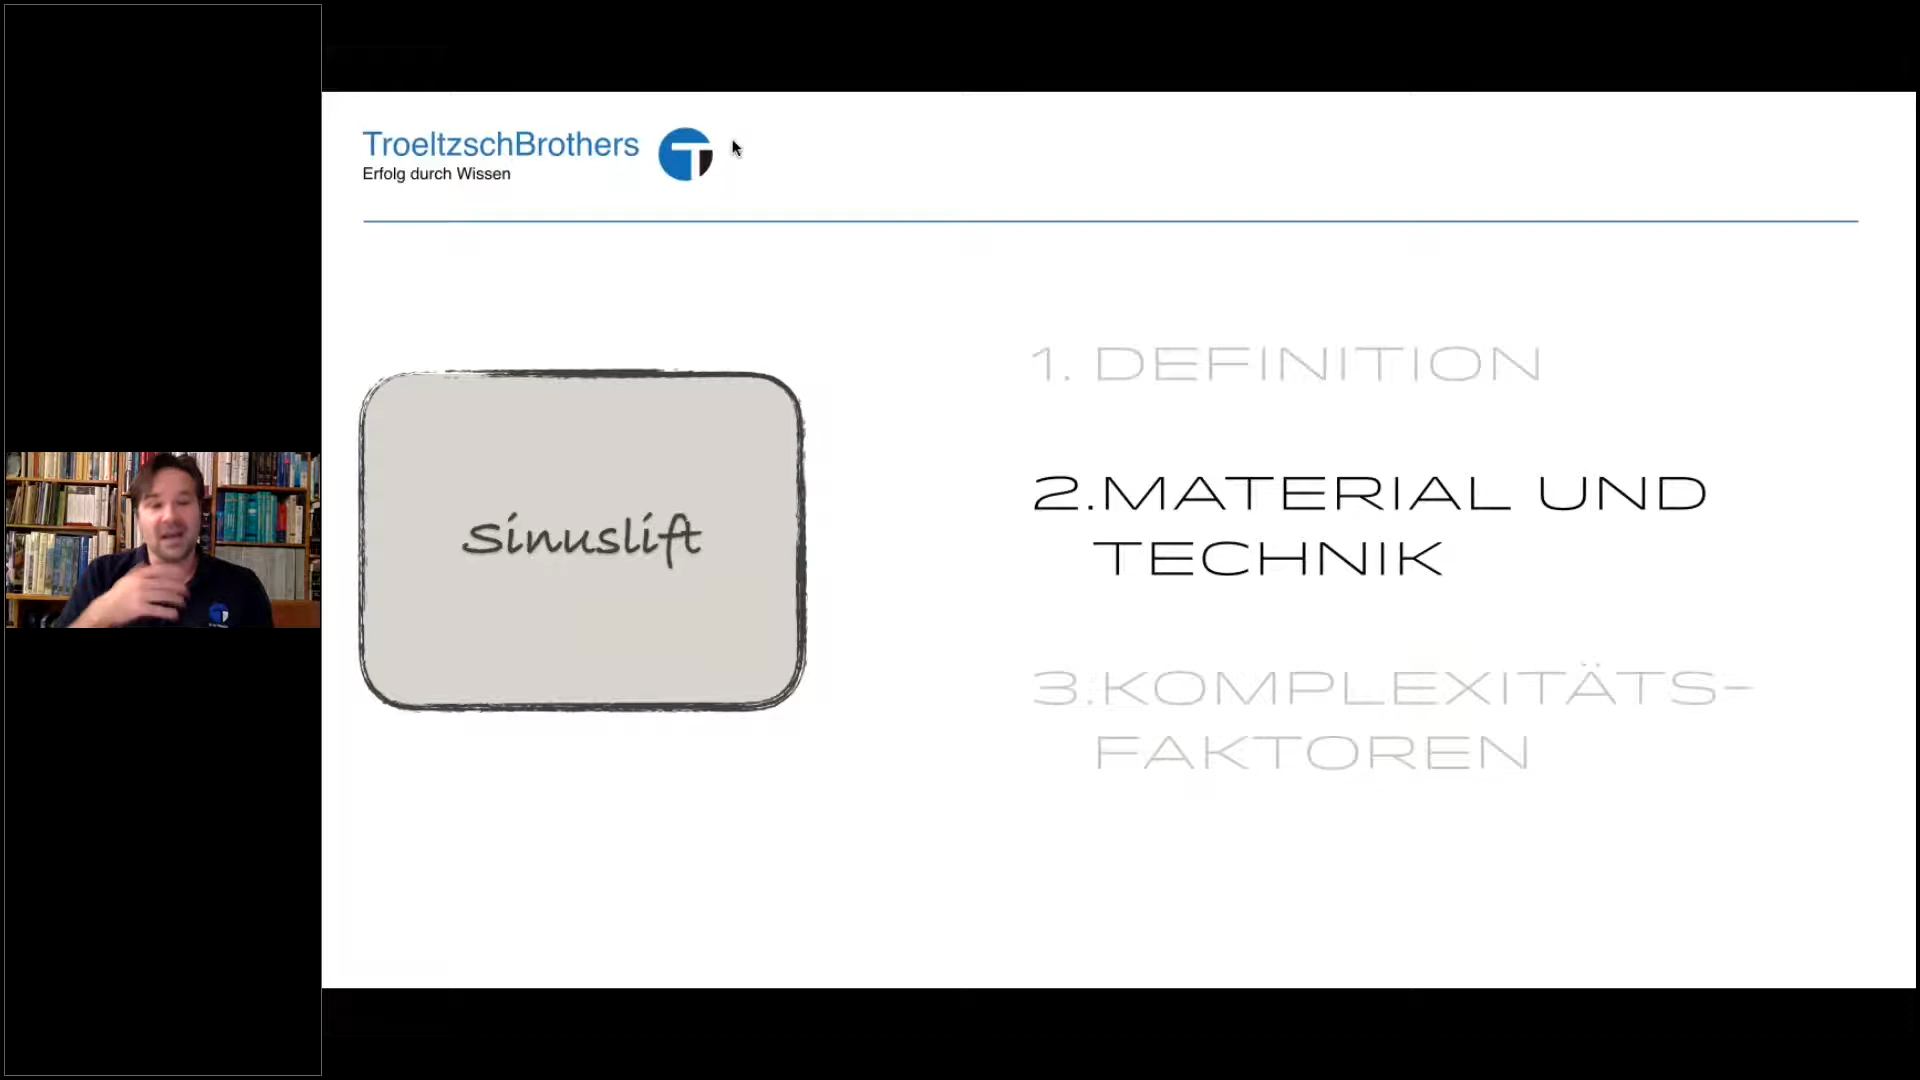 TroeltzschBrothers
Erfolg durch Wissen
Sinuslift
1. DEFINITION
2.MATERIAL UND
TECHNIK
3.KOMPLEXITÄTS-
FAKTOREN